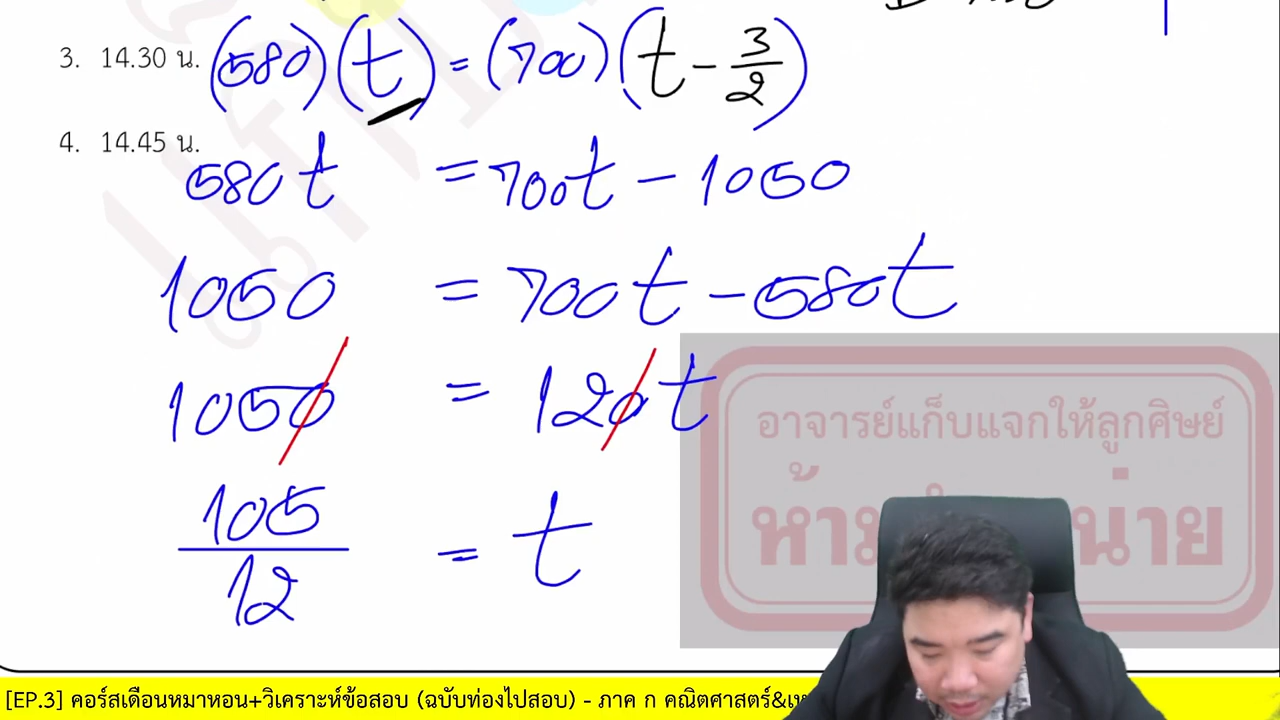 3. 14.30 น. (580)(t) = (700)(t - 3/2)
4. 14.45 น.
580t = 700t - 1050
1050 = 700t - 580t
1050 = 120t
105/12 = t
อาจารย์แก็บแจกให้ลูกศิษย์
[EP.3] คอร์สเดือนหมาหอน+วิเคราะห์ข้อสอบ (ฉบับท่องไปสอบ) - ภาค ก คณิตศาสตร์&